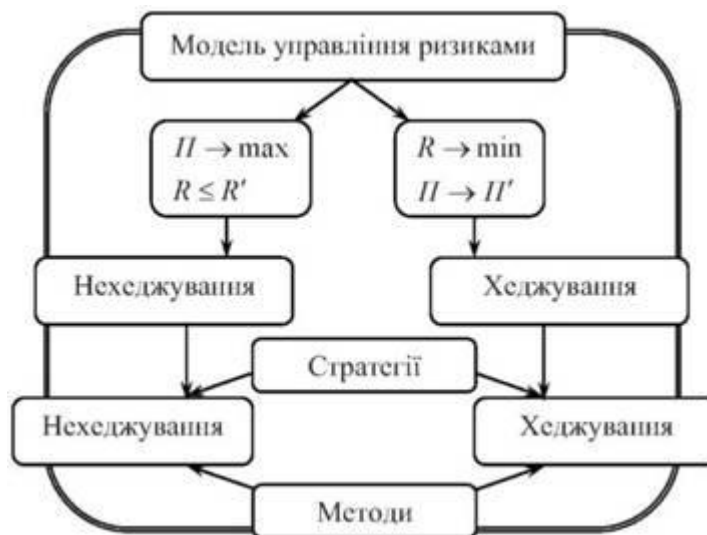 Модель управління ризиками
П → max
R ≤ R′
R → min
П → П′
Нехеджування
Хеджування
Стратегії
Нехеджування
Хеджування
Методи